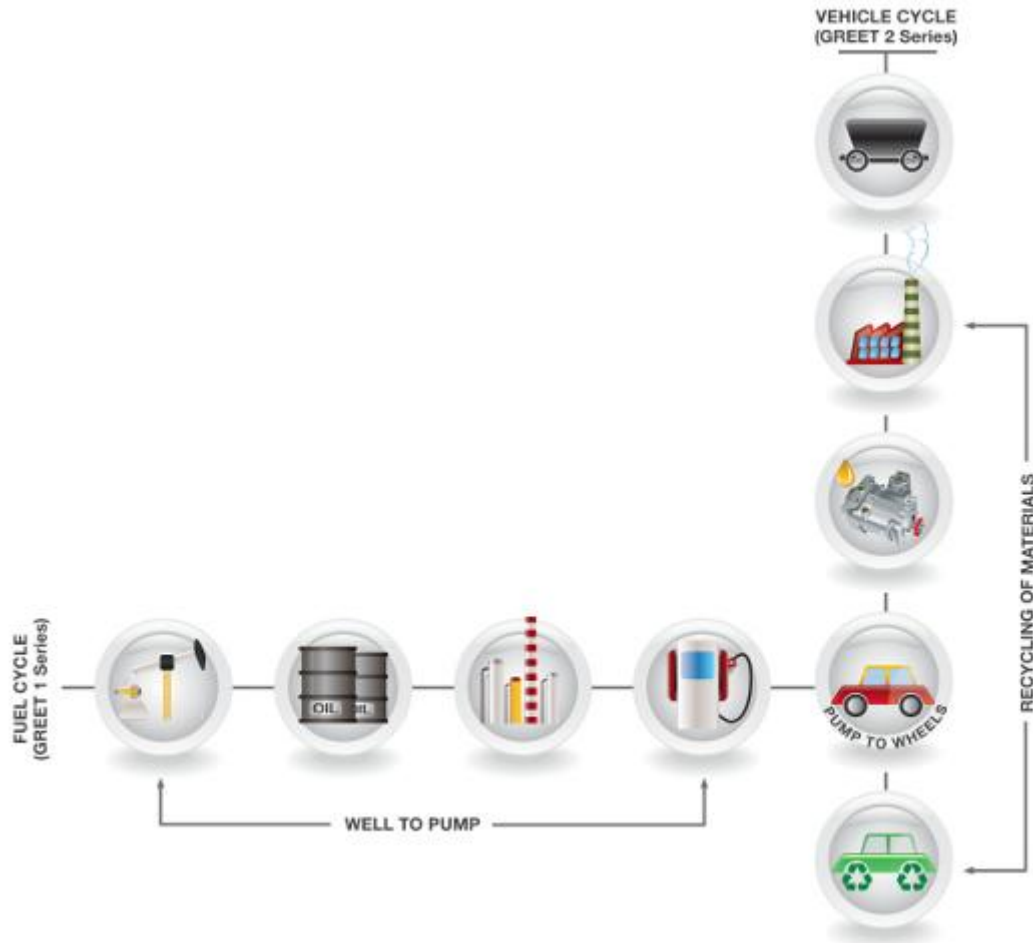 VEHICLE CYCLE
(GREET 2 Series)
RECYCLING OF MATERIALS
FUEL CYCLE
(GREET 1 Series)
OIL
OIL
PUMP TO WHEELS
WELL TO PUMP